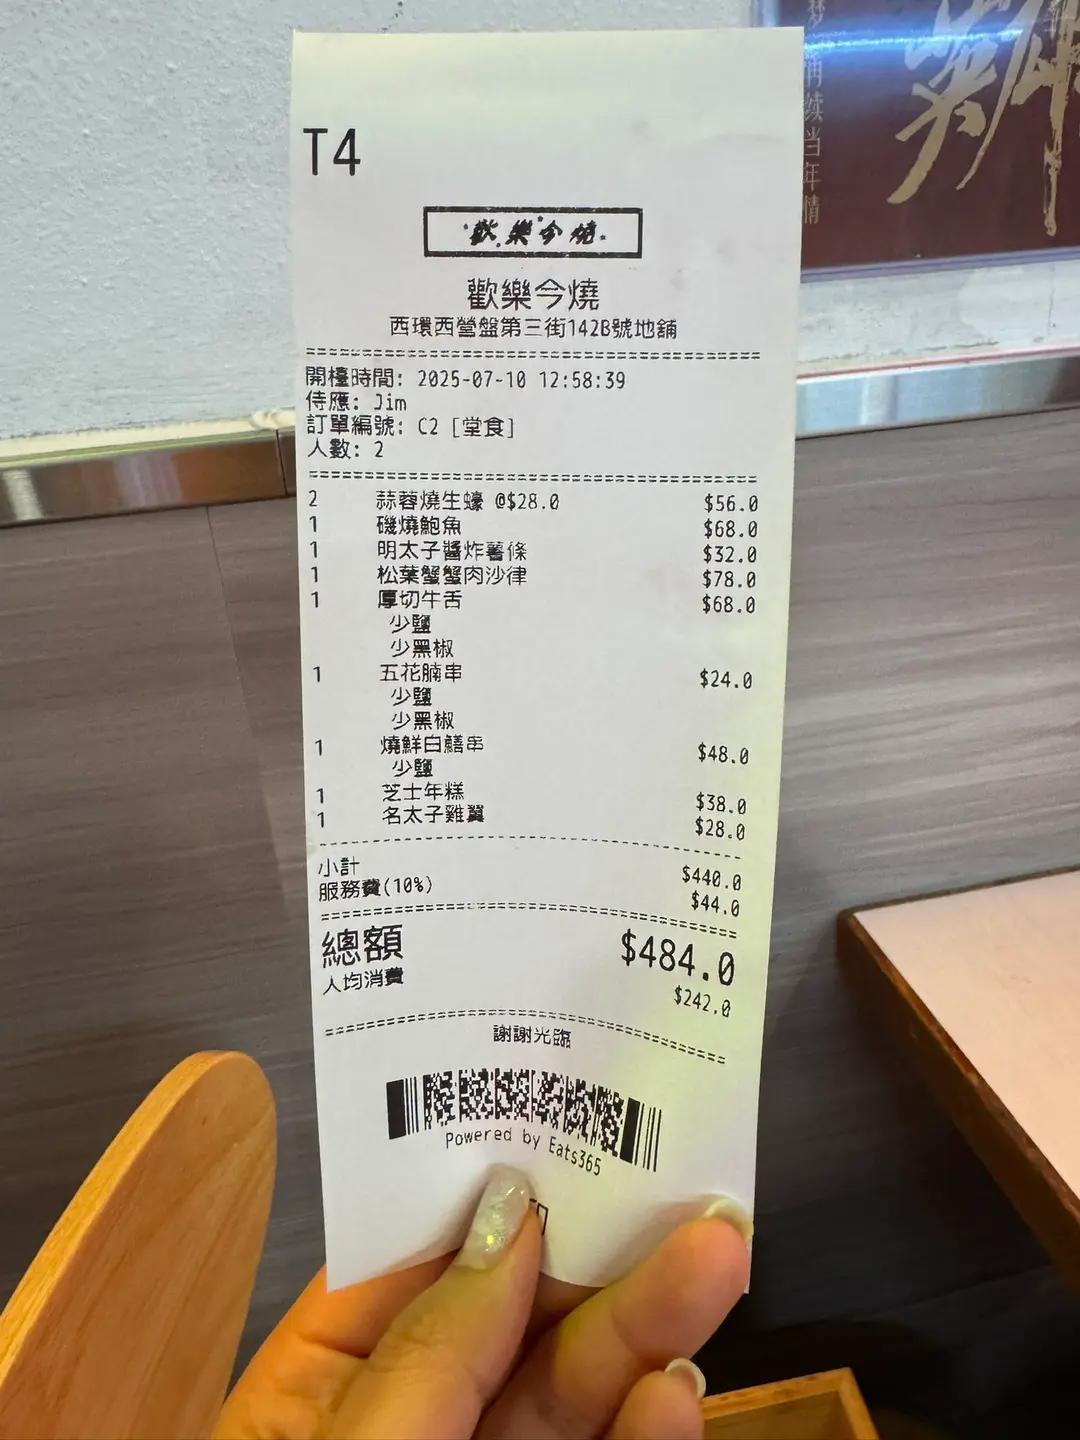 T4
歡樂今燒
歡樂今燒
西環西營盤第三街142B號地舖
開檯時間: 2025-07-10 12:58:39
侍應: Jim
訂單編號: C2 [堂食]
人數: 2
2 蒜蓉燒生蠔 @$28.0 $56.0
1 磯燒鮑魚 $68.0
1 明太子醬炸薯條 $32.0
1 松葉蟹蟹肉沙律 $78.0
1 厚切牛舌 $68.0
少鹽
少黑椒
1 五花腩串 $24.0
少鹽
少黑椒
1 燒鮮白鱔串 $48.0
少鹽
1 芝士年糕 $38.0
1 名太子雞翼 $28.0
小計 $440.0
服務費(10%) $44.0
總額 $484.0
人均消費 $242.0
謝謝光臨
Powered by Eats365
当年情